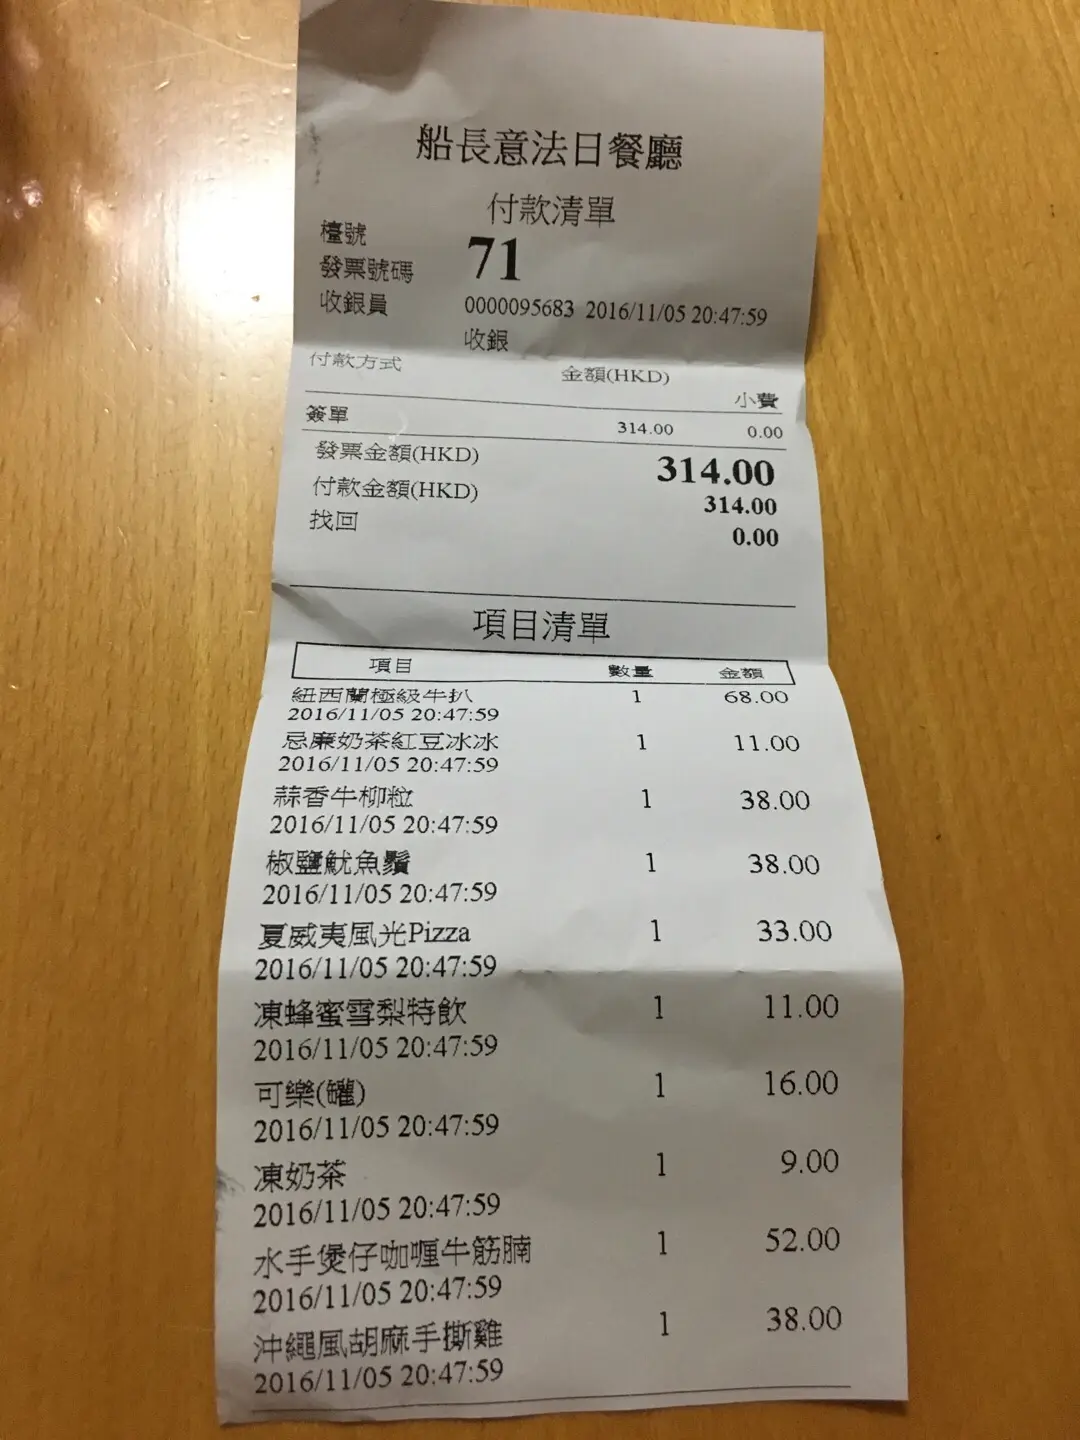 船長意法日餐廳
付款清單
檯號 71
發票號碼 0000095683 2016/11/05 20:47:59
收銀員 收銀
付款方式 金額(HKD) 小費
簽單 314.00 0.00
發票金額(HKD) 314.00
付款金額(HKD) 314.00
找回 0.00
項目清單
項目 數量 金額
紐西蘭極級牛扒 1 68.00
2016/11/05 20:47:59
忌廉奶茶紅豆冰冰 1 11.00
2016/11/05 20:47:59
蒜香牛柳粒 1 38.00
2016/11/05 20:47:59
椒鹽魷魚鬚 1 38.00
2016/11/05 20:47:59
夏威夷風光Pizza 1 33.00
2016/11/05 20:47:59
凍蜂蜜雪梨特飲 1 11.00
2016/11/05 20:47:59
可樂(罐) 1 16.00
2016/11/05 20:47:59
凍奶茶 1 9.00
2016/11/05 20:47:59
水手煲仔咖喱牛筋腩 1 52.00
2016/11/05 20:47:59
沖繩風胡麻手撕雞 1 38.00
2016/11/05 20:47:59